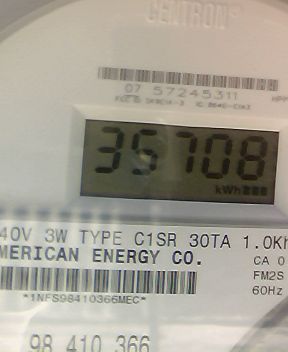 CENTRON®
07 57245311
35708
kWh
40V 3W TYPE C1SR 30TA 1.0Kh
MERICAN ENERGY CO.
CA 0
FM2S
60Hz
*1NFS98410366MEC*
98 410 366